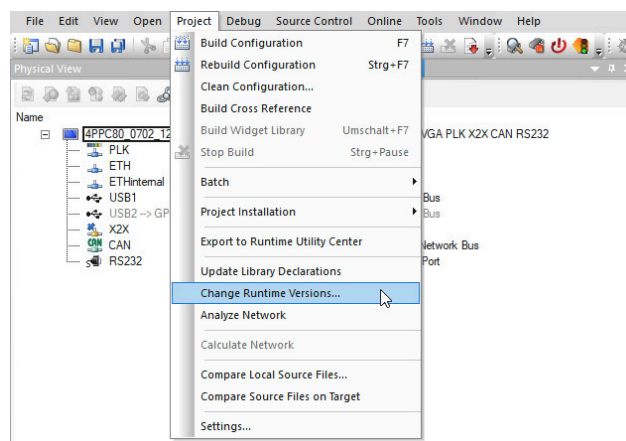 File Edit View Open Project Debug Source Control Online Tools Window Help
Physical View
Name
4PPC80_0702_12
VGA PLK X2X CAN RS232
PLK
ETH
ETHinternal
USB1
Bus
USB2 --> GP
Bus
X2X
CAN
Network Bus
RS232
Port
Build Configuration F7
Rebuild Configuration Strg+F7
Clean Configuration...
Build Cross Reference
Build Widget Library Umschalt+F7
Stop Build Strg+Pause
Batch
Project Installation
Export to Runtime Utility Center
Update Library Declarations
Change Runtime Versions...
Analyze Network
Calculate Network
Compare Local Source Files...
Compare Source Files on Target
Settings...